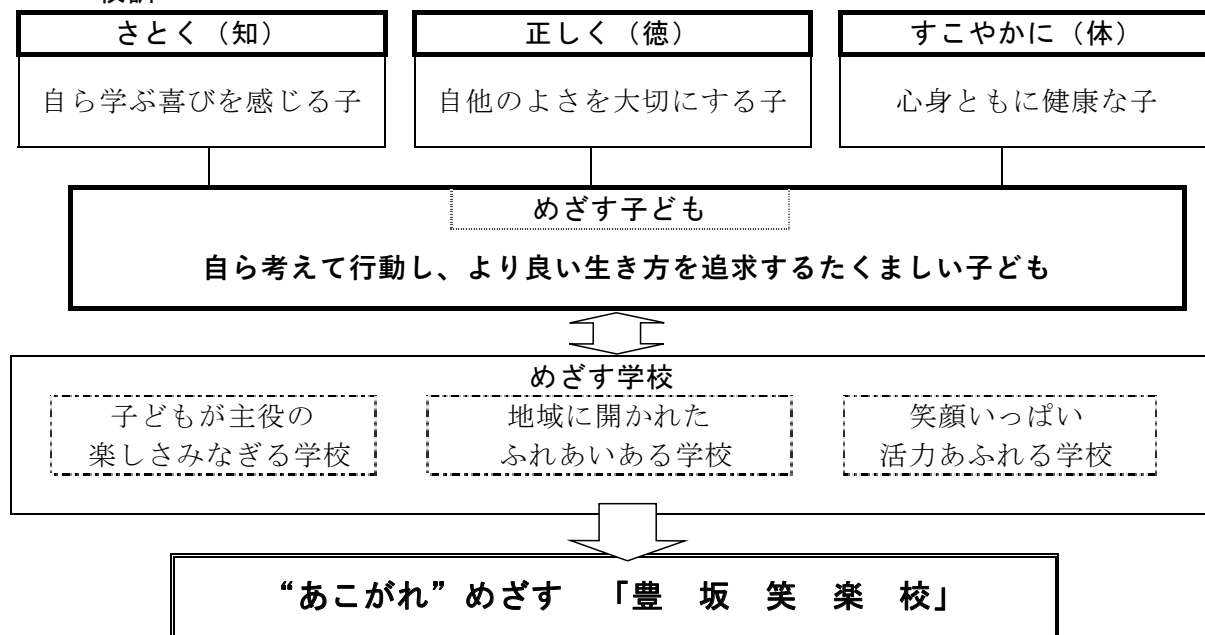 さとく（知）
正しく（徳）
すこやかに（体）
自ら学ぶ喜びを感じる子
自他のよさを大切にする子
心身ともに健康な子
めざす子ども
自ら考えて行動し、より良い生き方を追求するたくましい子ども
めざす学校
子どもが主役の
楽しさみなぎる学校
地域に開かれた
ふれあいある学校
笑顔いっぱい
活力あふれる学校
“あこがれ”めざす　「豊　坂　笑　楽　校」